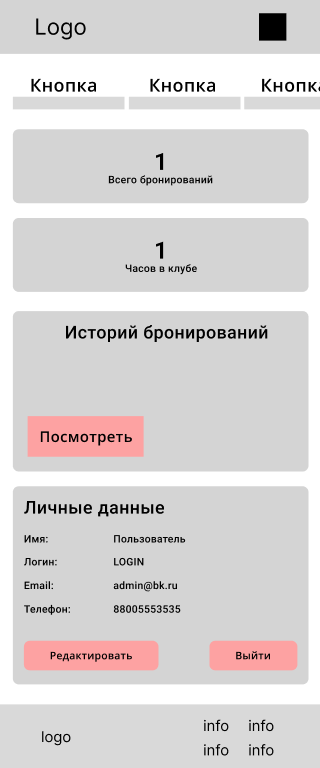 Logo
Кнопка Кнопка Кнопка
1
Всего бронирований
1
Часов в клубе
Историй бронирований
Посмотреть
Личные данные
Имя: Пользователь
Логин: LOGIN
Email: admin@bk.ru
Телефон: 88005553535
Редактировать Выйти
logo
info info
info info